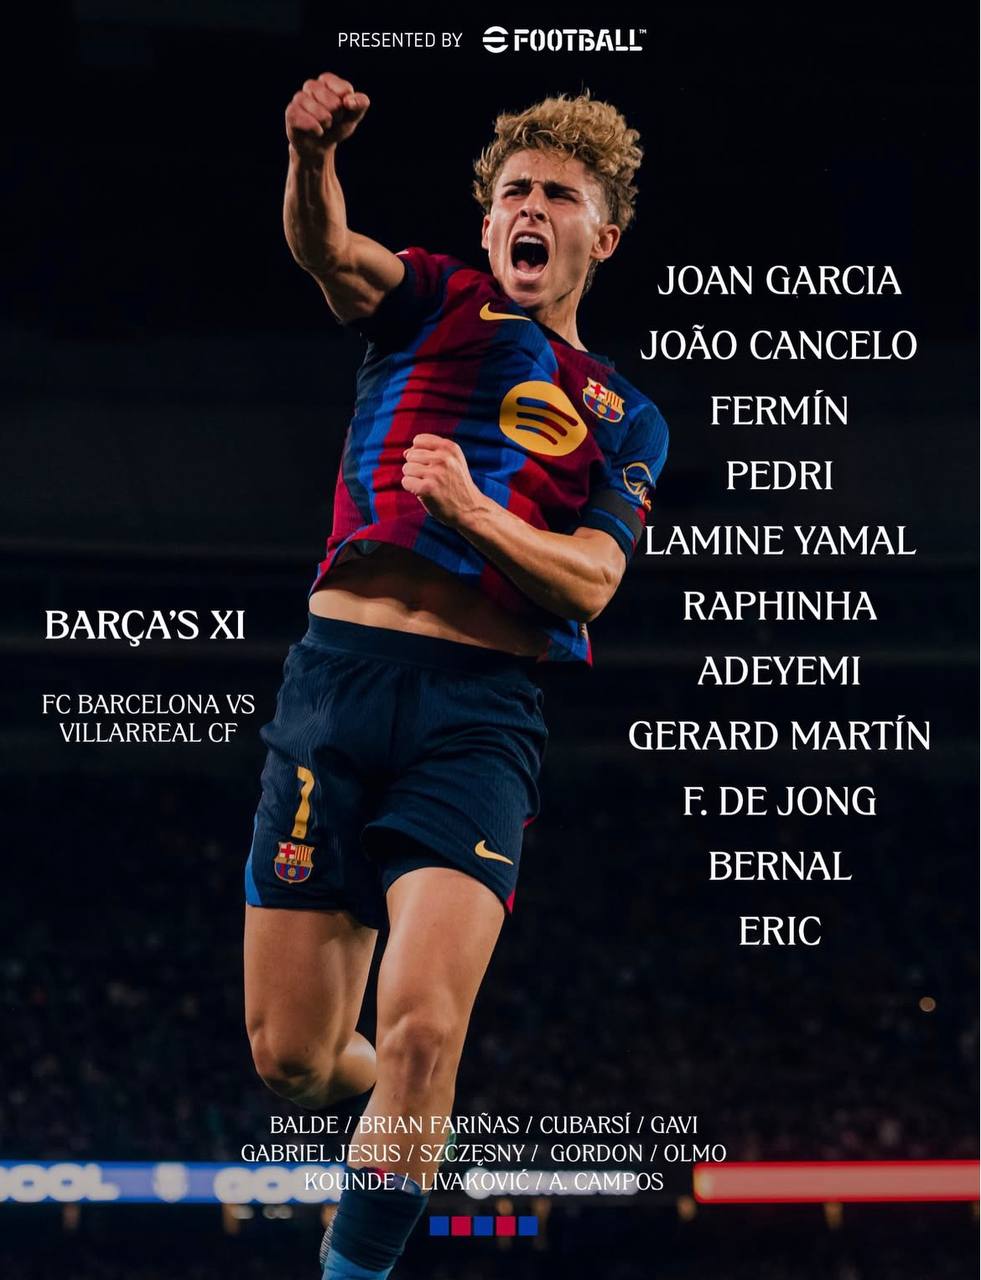 PRESENTED BY eFOOTBALL™
JOAN GARCIA
JOÃO CANCELO
FERMÍN
PEDRI
LAMINE YAMAL
RAPHINHA
ADEYEMI
GERARD MARTÍN
F. DE JONG
BERNAL
ERIC
BARÇA'S XI
FC BARCELONA VS
VILLARREAL CF
7
BALDE / BRIAN FARIÑAS / CUBARSÍ / GAVI
GABRIEL JESUS / SZCZĘSNY / GORDON / OLMO
KOUNDE / LIVAKOVIĆ / A. CAMPOS